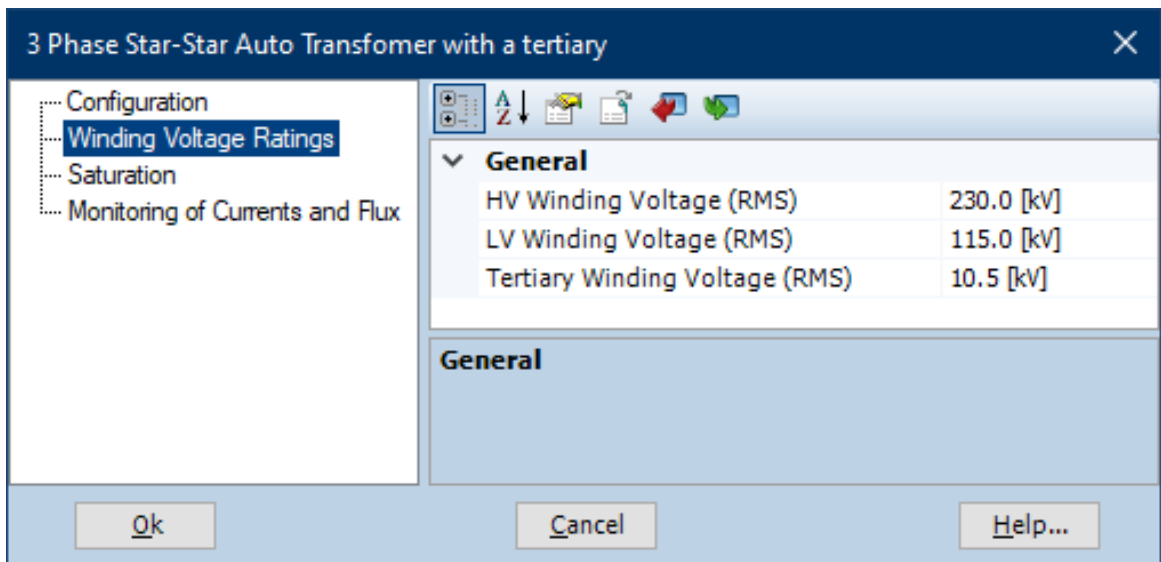 3 Phase Star-Star Auto Transfomer with a tertiary
Configuration
Winding Voltage Ratings
Saturation
Monitoring of Currents and Flux
General
HV Winding Voltage (RMS) 230.0 [kV]
LV Winding Voltage (RMS) 115.0 [kV]
Tertiary Winding Voltage (RMS) 10.5 [kV]
General
Ok Cancel Help...